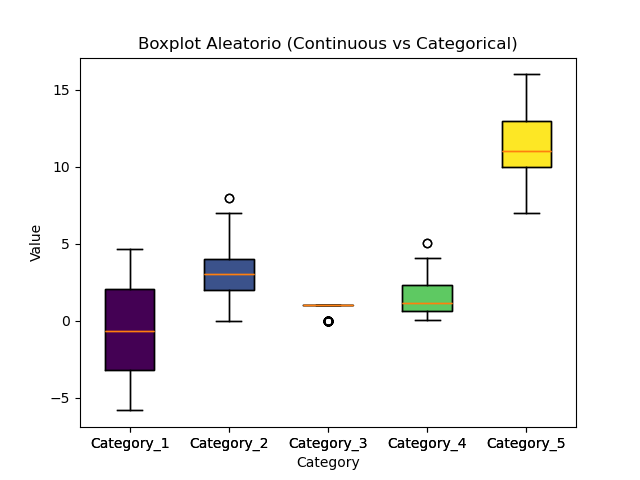 Boxplot Aleatorio (Continuous vs Categorical)
15
10
5
0
−5
Value
Category_1 Category_2 Category_3 Category_4 Category_5
Category